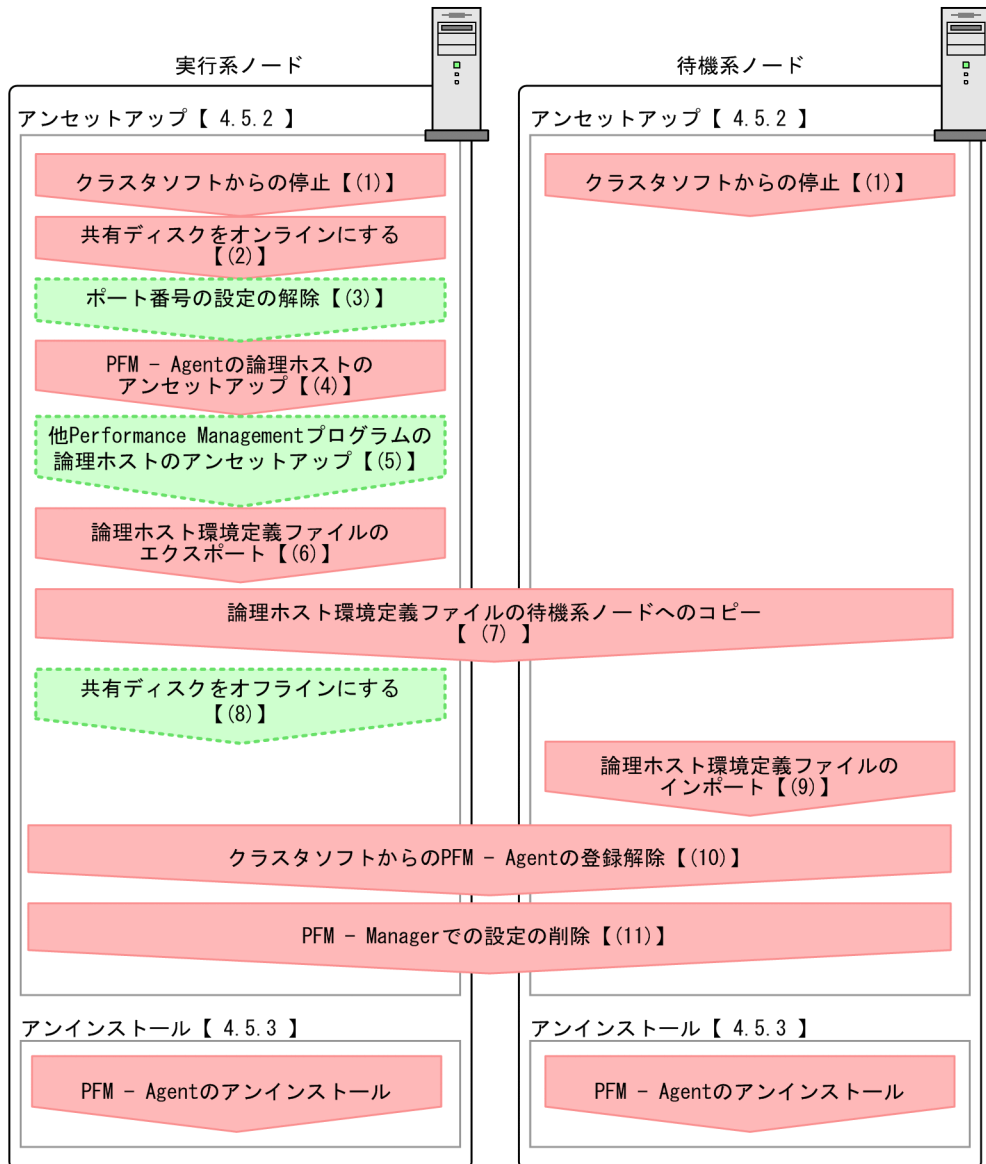 実行系ノード
待機系ノード
アンセットアップ【 4.5.2 】
アンセットアップ【 4.5.2 】
クラスタソフトからの停止【(1)】
クラスタソフトからの停止【(1)】
共有ディスクをオンラインにする
【(2)】
ポート番号の設定の解除【(3)】
PFM - Agentの論理ホストの
アンセットアップ【(4)】
他Performance Managementプログラムの
論理ホストのアンセットアップ【(5)】
論理ホスト環境定義ファイルの
エクスポート【(6)】
論理ホスト環境定義ファイルの待機系ノードへのコピー
【 (7) 】
共有ディスクをオフラインにする
【(8)】
論理ホスト環境定義ファイルの
インポート【(9)】
クラスタソフトからのPFM - Agentの登録解除【(10)】
PFM - Managerでの設定の削除【(11)】
アンインストール【 4.5.3 】
アンインストール【 4.5.3 】
PFM - Agentのアンインストール
PFM - Agentのアンインストール